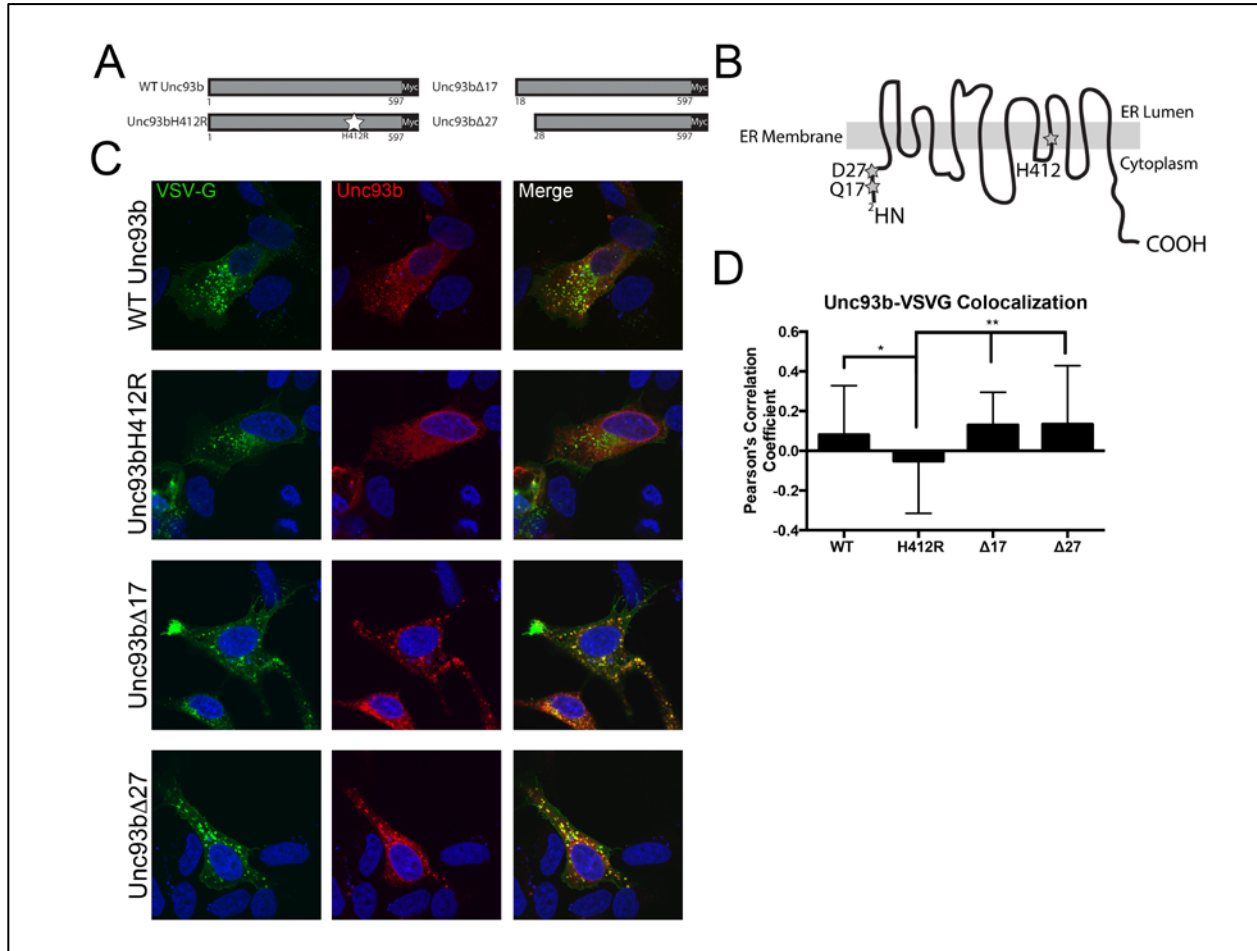 A
WT Unc93b
Myc
1
597
Unc93bΔ17
Myc
18
597
Unc93bH412R
Myc
1
H412R
597
Unc93bΔ27
Myc
28
597
B
ER Lumen
ER Membrane
Cytoplasm
D27
Q17
H412
2HN
COOH
C
VSV-G
Unc93b
Merge
WT Unc93b
Unc93bH412R
Unc93bΔ17
Unc93bΔ27
D
Unc93b-VSVG Colocalization
Pearson's Correlation
Coefficient
0.6
0.4
0.2
0.0
-0.2
-0.4
*
**
WT
H412R
Δ17
Δ27